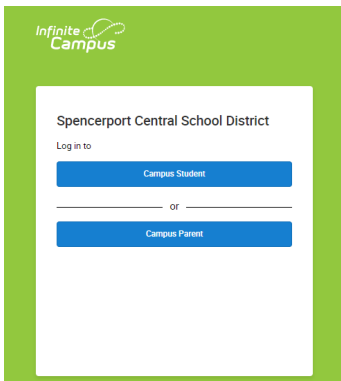 Infinite
Campus
Spencerport Central School District
Log in to
Campus Student
or
Campus Parent